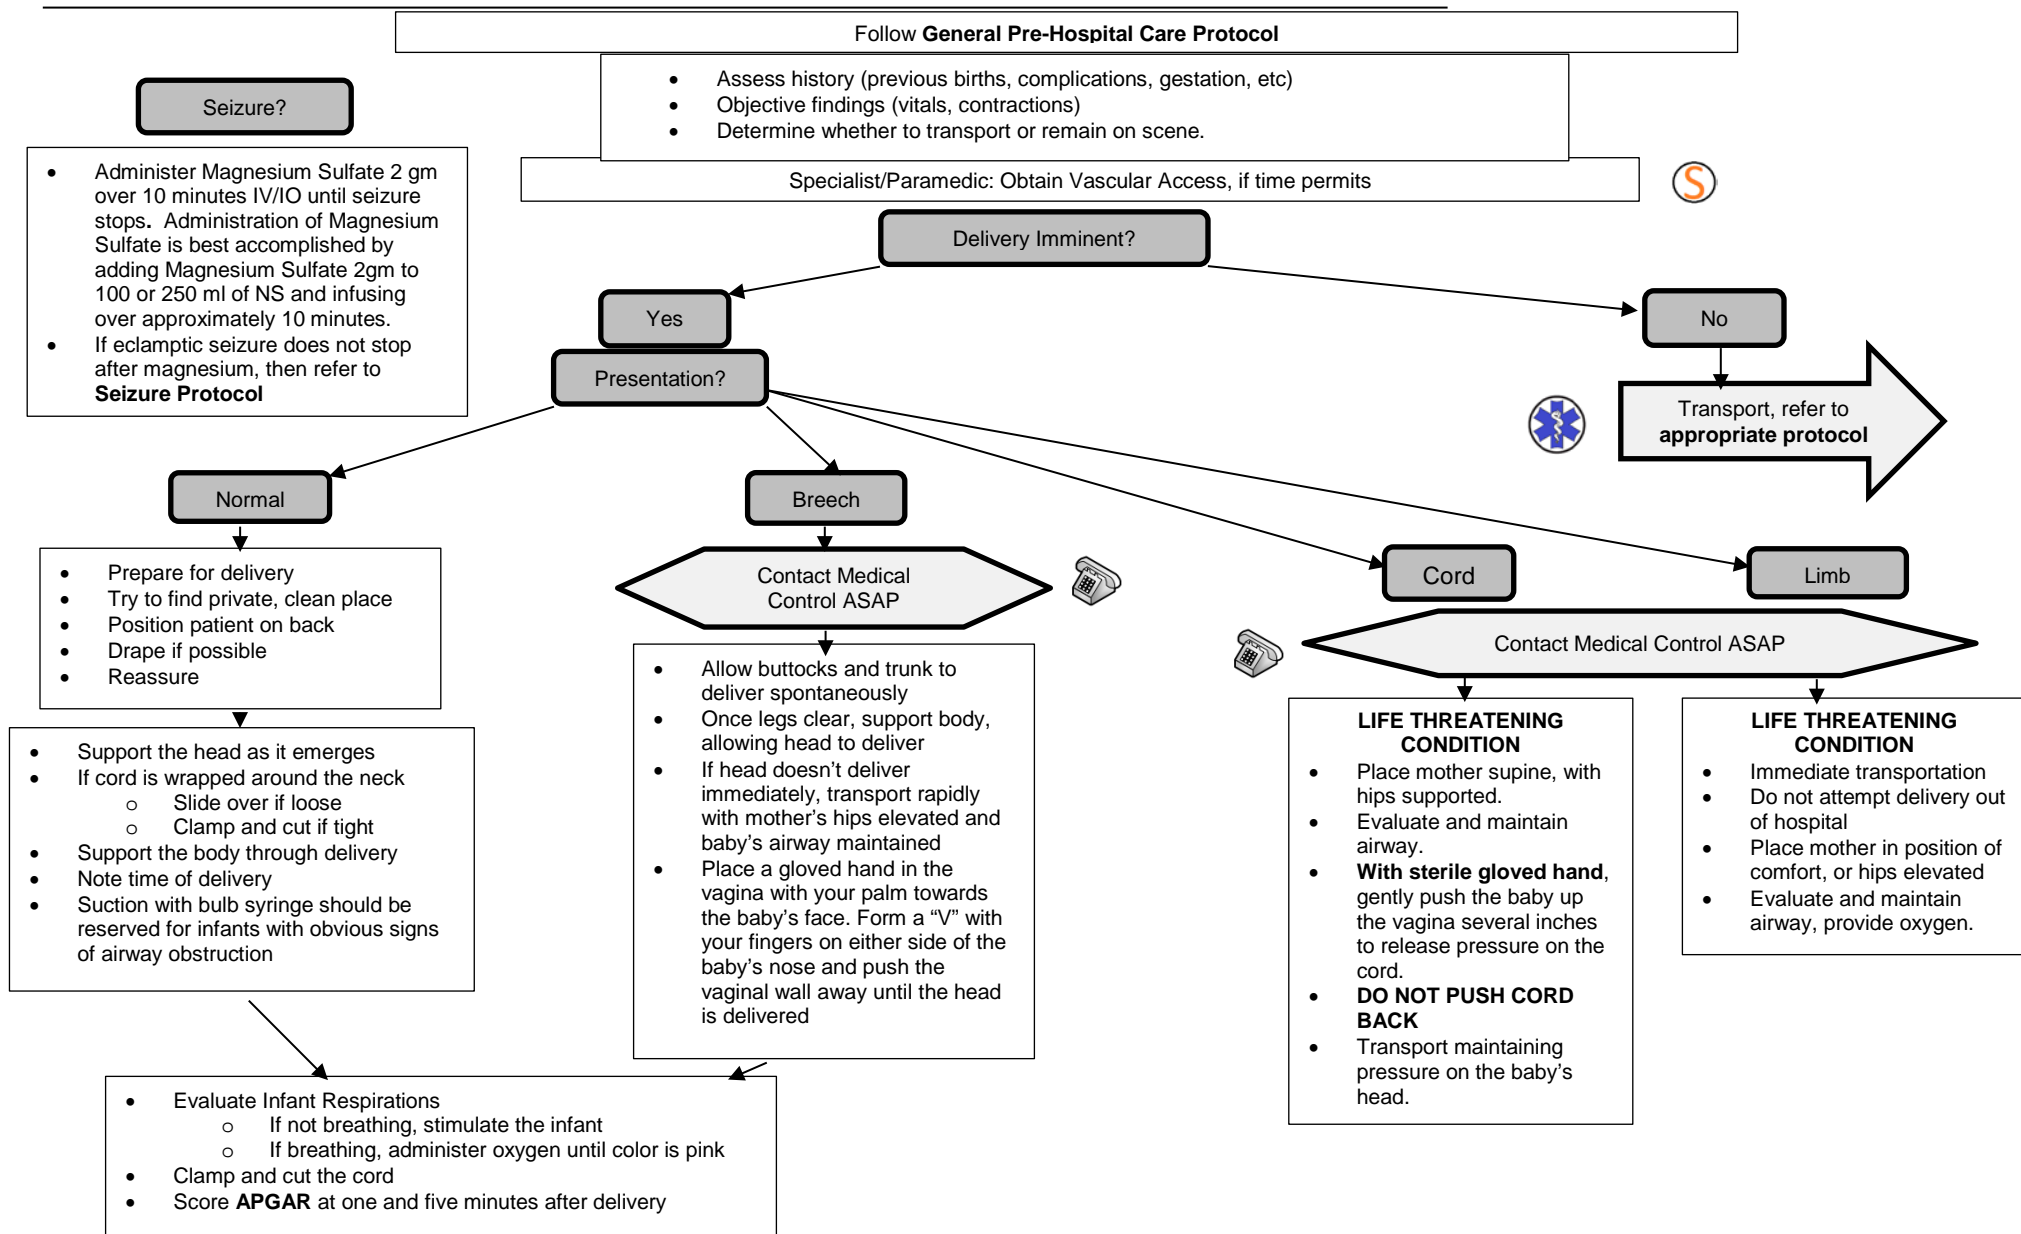 Follow General Pre-Hospital Care Protocol
• Assess history (previous births, complications, gestation, etc)
• Objective findings (vitals, contractions)
• Determine whether to transport or remain on scene.
Specialist/Paramedic: Obtain Vascular Access, if time permits
S
Seizure?
• Administer Magnesium Sulfate 2 gm
over 10 minutes IV/IO until seizure
stops. Administration of Magnesium
Sulfate is best accomplished by
adding Magnesium Sulfate 2gm to
100 or 250 ml of NS and infusing
over approximately 10 minutes.
• If eclamptic seizure does not stop
after magnesium, then refer to
Seizure Protocol
Delivery Imminent?
Yes
No
Presentation?
Transport, refer to
appropriate protocol
Normal
• Prepare for delivery
• Try to find private, clean place
• Position patient on back
• Drape if possible
• Reassure
• Support the head as it emerges
• If cord is wrapped around the neck
o Slide over if loose
o Clamp and cut if tight
• Support the body through delivery
• Note time of delivery
• Suction with bulb syringe should be
reserved for infants with obvious signs
of airway obstruction
Breech
Contact Medical
Control ASAP
• Allow buttocks and trunk to
deliver spontaneously
• Once legs clear, support body,
allowing head to deliver
• If head doesn’t deliver
immediately, transport rapidly
with mother’s hips elevated and
baby’s airway maintained
• Place a gloved hand in the
vagina with your palm towards
the baby’s face. Form a “V” with
your fingers on either side of the
baby’s nose and push the
vaginal wall away until the head
is delivered
Cord
Limb
Contact Medical Control ASAP
LIFE THREATENING
CONDITION
• Place mother supine, with
hips supported.
• Evaluate and maintain
airway.
• With sterile gloved hand,
gently push the baby up
the vagina several inches
to release pressure on the
cord.
• DO NOT PUSH CORD
BACK
• Transport maintaining
pressure on the baby’s
head.
LIFE THREATENING
CONDITION
• Immediate transportation
• Do not attempt delivery out
of hospital
• Place mother in position of
comfort, or hips elevated
• Evaluate and maintain
airway, provide oxygen.
• Evaluate Infant Respirations
o If not breathing, stimulate the infant
o If breathing, administer oxygen until color is pink
• Clamp and cut the cord
• Score APGAR at one and five minutes after delivery